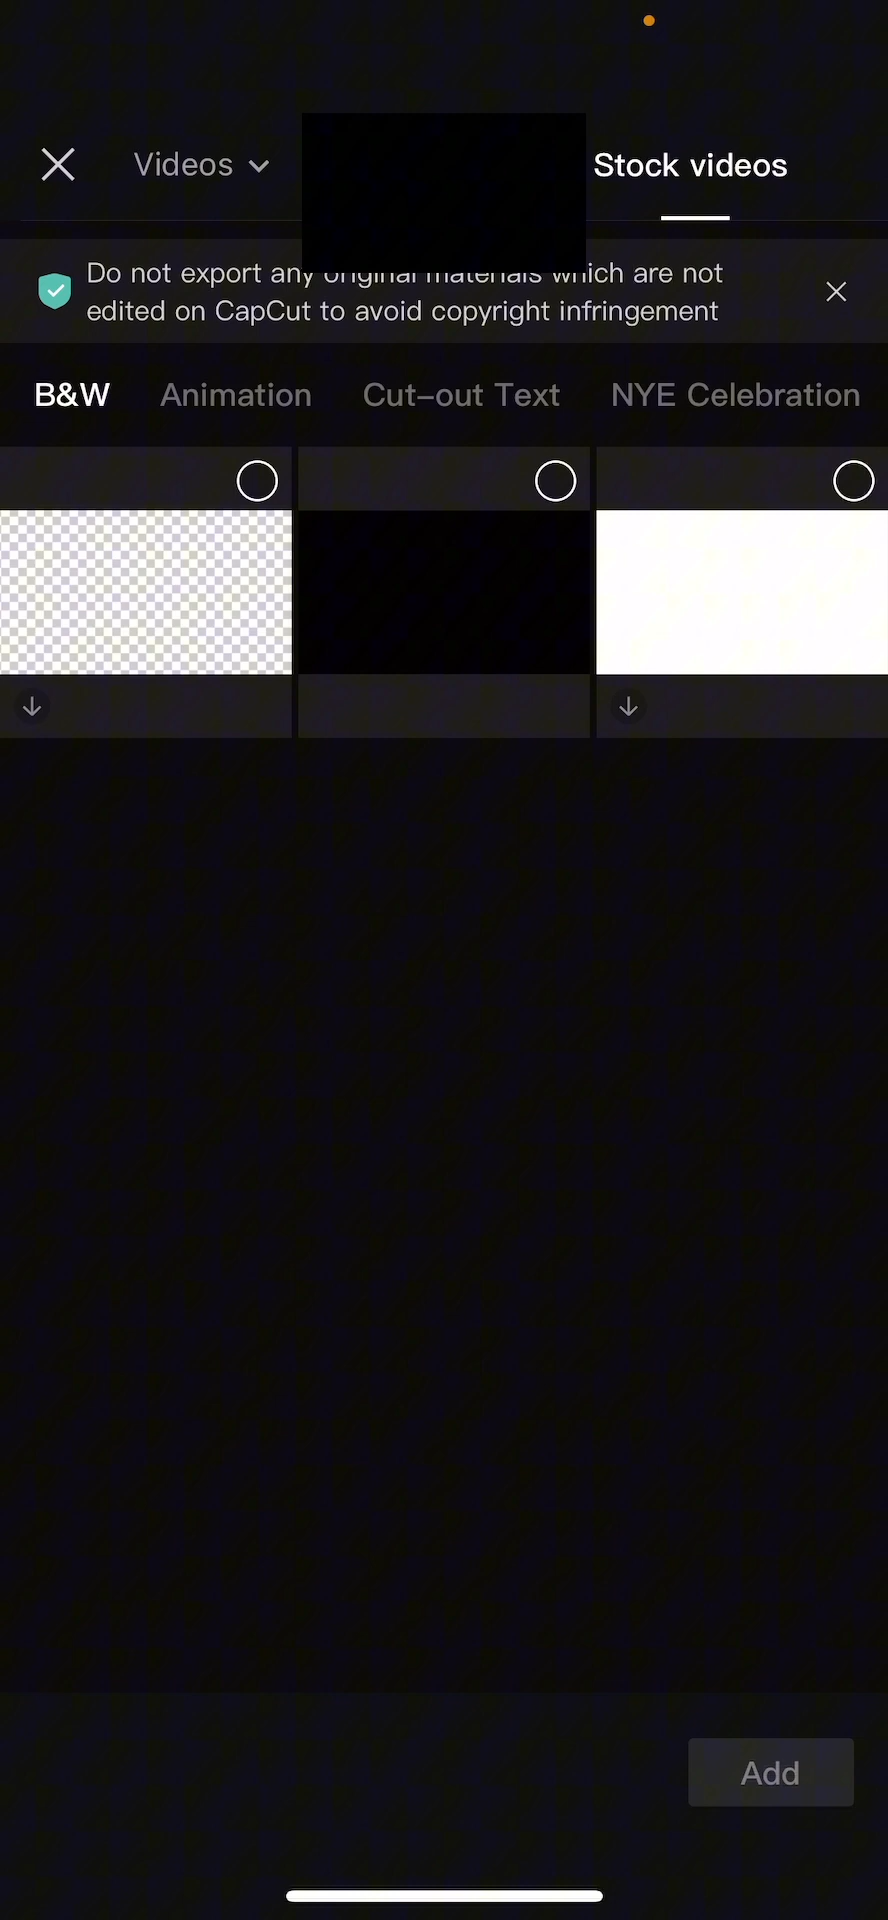 Videos
Stock videos
Do not export any original materials which are not
edited on CapCut to avoid copyright infringement
B&W Animation Cut-out Text NYE Celebration
Add